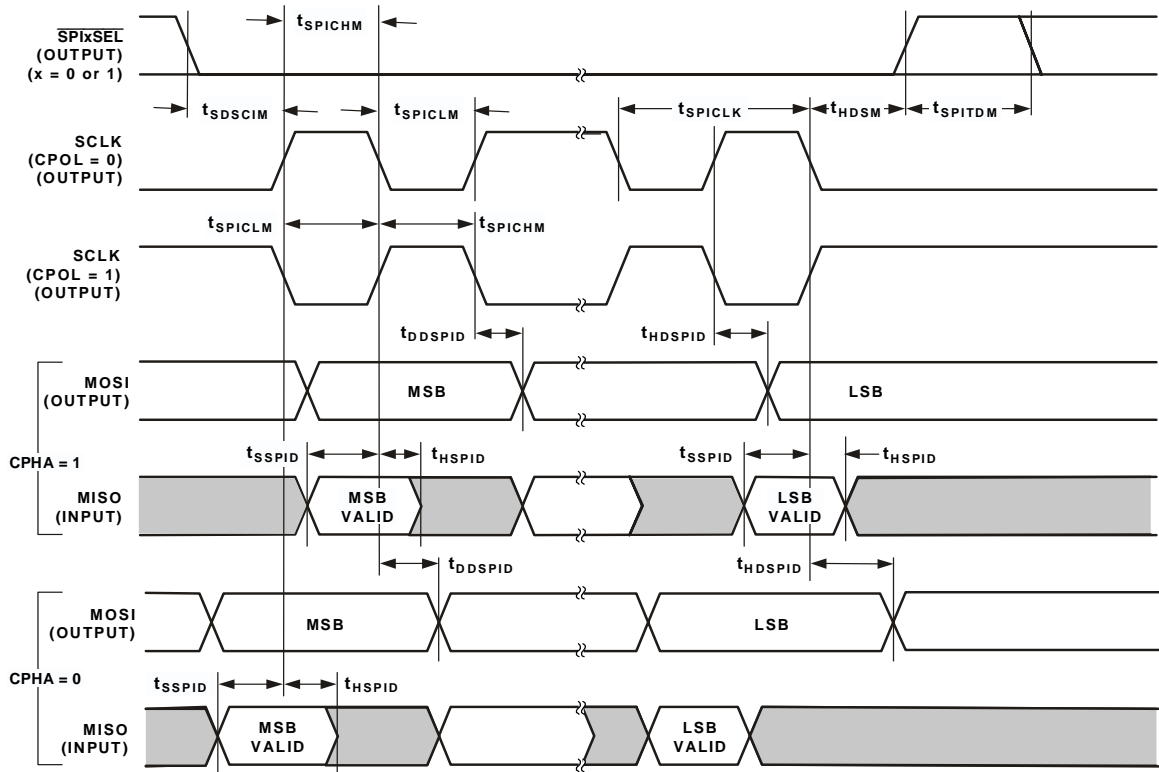 tSPICHM
SPIxSEL
(OUTPUT)
(x = 0 or 1)
tSDSCIM
tSPICLM
tSPICLK
tHDSM
tSPITDM
SCLK
(CPOL = 0)
(OUTPUT)
tSPICLM
tSPICHM
SCLK
(CPOL = 1)
(OUTPUT)
tDDSPID
tHDSPID
MOSI
(OUTPUT)
MSB
LSB
CPHA = 1
tSSPID
tHSPID
tSSPID
tHSPID
MISO
(INPUT)
MSB
VALID
LSB
VALID
tDDSPID
tHDSPID
MOSI
(OUTPUT)
MSB
LSB
CPHA = 0
tSSPID
tHSPID
MISO
(INPUT)
MSB
VALID
LSB
VALID